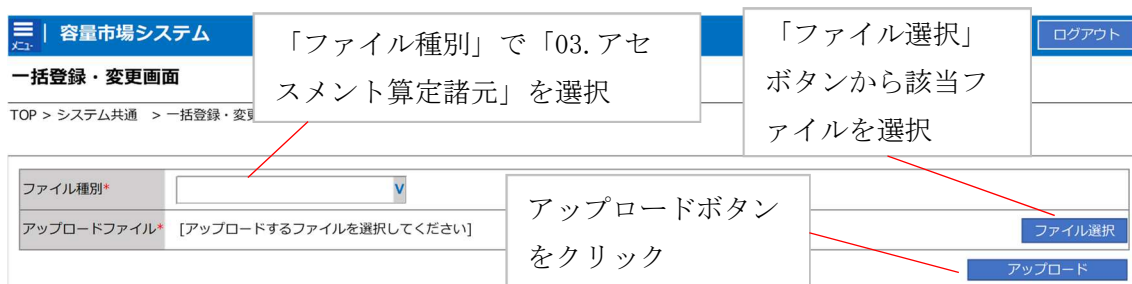 メニュー
容量市場システム
ログアウト
一括登録・変更画面
TOP > システム共通 > 一括登録・変更
「ファイル種別」で「03.アセ
スメント算定諸元」を選択
「ファイル選択」
ボタンから該当フ
ァイルを選択
ファイル種別*
V
アップロードファイル* [アップロードするファイルを選択してください]
ファイル選択
アップロードボタン
をクリック
アップロード